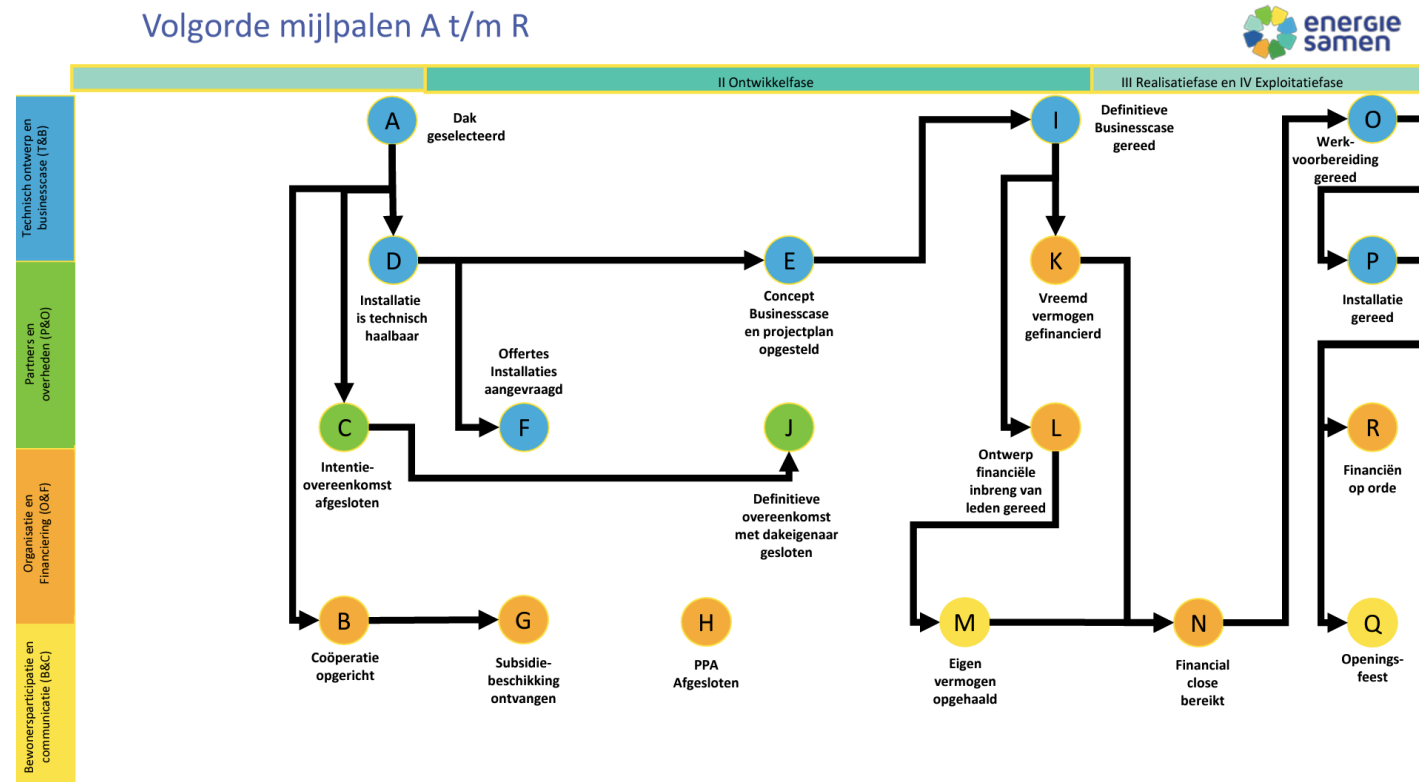 Volgorde mijlpalen A t/m R
energie
samen
II Ontwikkelfase
III Realisatiefase en IV Exploitatiefase
Technisch ontwerp en
businesscase (T&B)
Partners en
overheden (P&O)
Organisatie en
Financiering (O&F)
Bewonersparticipatie en
communicatie (B&C)
A
Dak
geselecteerd
I
Definitieve
Businesscase
gereed
O
Werk-
voorbereiding
gereed
D
Installatie
is technisch
haalbaar
E
Concept
Businesscase
en projectplan
opgesteld
K
Vreemd
vermogen
gefinancierd
P
Installatie
gereed
C
Intentie-
overeenkomst
afgesloten
Offertes
Installaties
aangevraagd
F
J
Definitieve
overeenkomst
met dakeigenaar
gesloten
L
Ontwerp
financiële
inbreng van
leden gereed
R
Financiën
op orde
B
Coöperatie
opgericht
G
Subsidie-
beschikking
ontvangen
H
PPA
Afgesloten
M
Eigen
vermogen
opgehaald
N
Financial
close
bereikt
Q
Openings-
feest